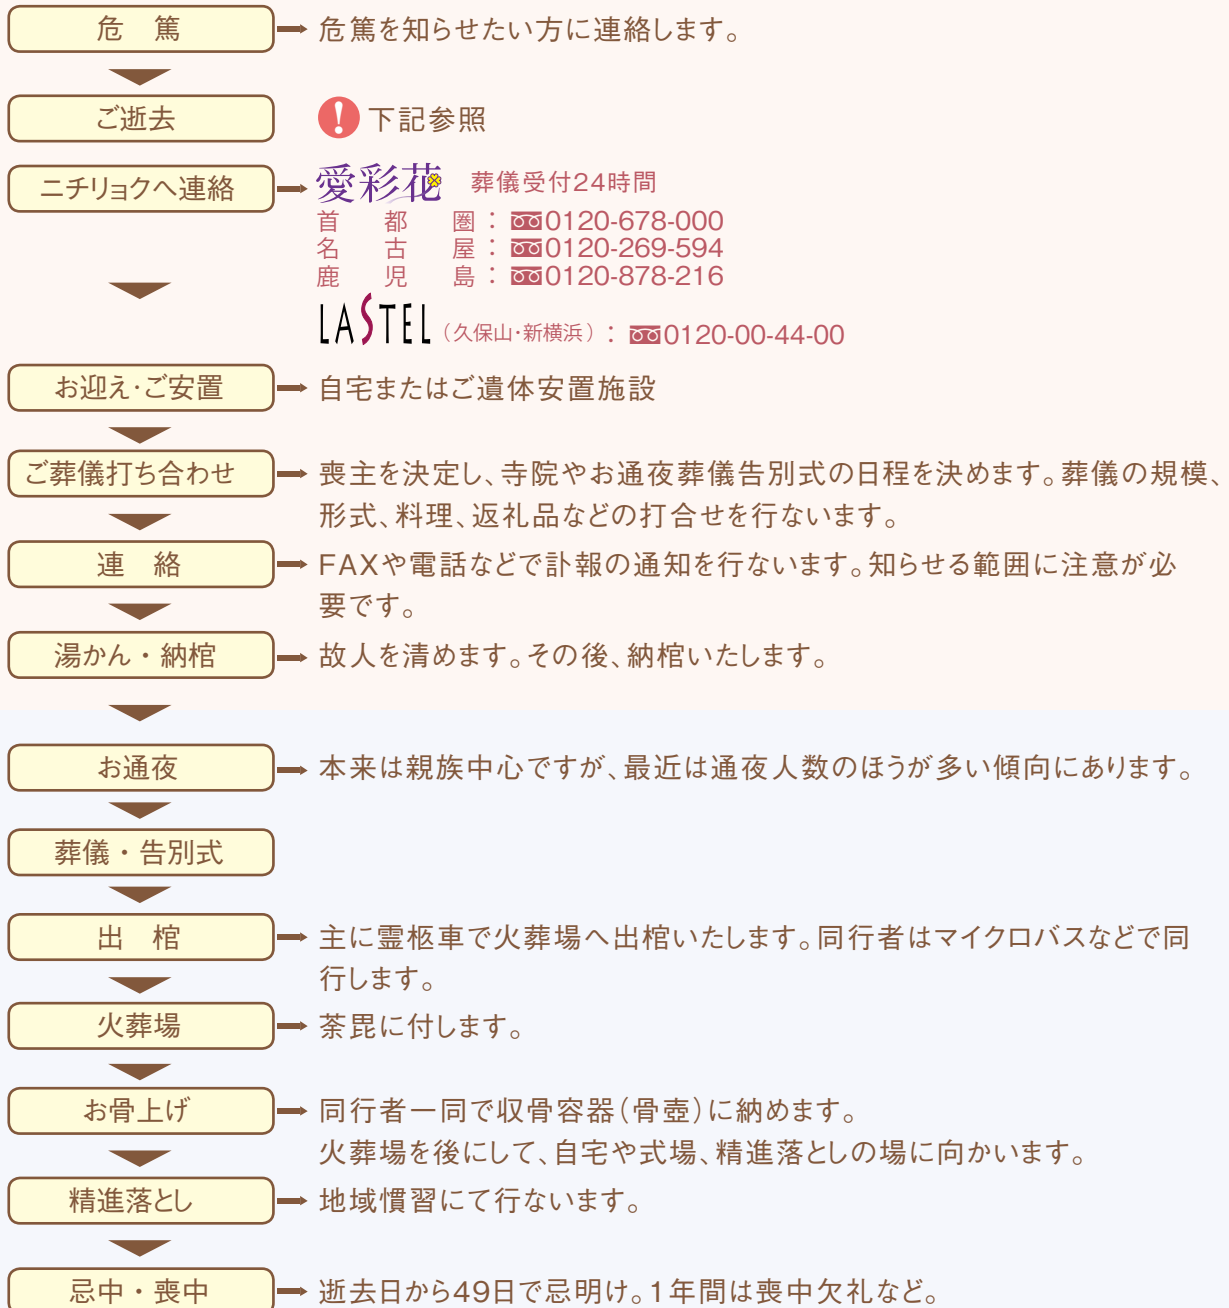 危　篤 危篤を知らせたい方に連絡します。
ご逝去 ! 下記参照
ニチリョクへ連絡 愛彩花 葬儀受付24時間
首都圏：0120-678-000
名古屋：0120-269-594
鹿児島：0120-878-216
LASTEL（久保山・新横浜）：0120-00-44-00
お迎え・ご安置 自宅またはご遺体安置施設
ご葬儀打ち合わせ 喪主を決定し、寺院やお通夜葬儀告別式の日程を決めます。葬儀の規模、
形式、料理、返礼品などの打合せを行ないます。
連　絡 FAXや電話などで訃報の通知を行ないます。知らせる範囲に注意が必
要です。
湯かん・納棺 故人を清めます。その後、納棺いたします。
お通夜 本来は親族中心ですが、最近は通夜人数のほうが多い傾向にあります。
葬儀・告別式
出　棺 主に霊柩車で火葬場へ出棺いたします。同行者はマイクロバスなどで同
行します。
火葬場 荼毘に付します。
お骨上げ 同行者一同で収骨容器（骨壺）に納めます。
火葬場を後にして、自宅や式場、精進落としの場に向かいます。
精進落とし 地域慣習にて行ないます。
忌中・喪中 逝去日から49日で忌明け。1年間は喪中欠礼など。